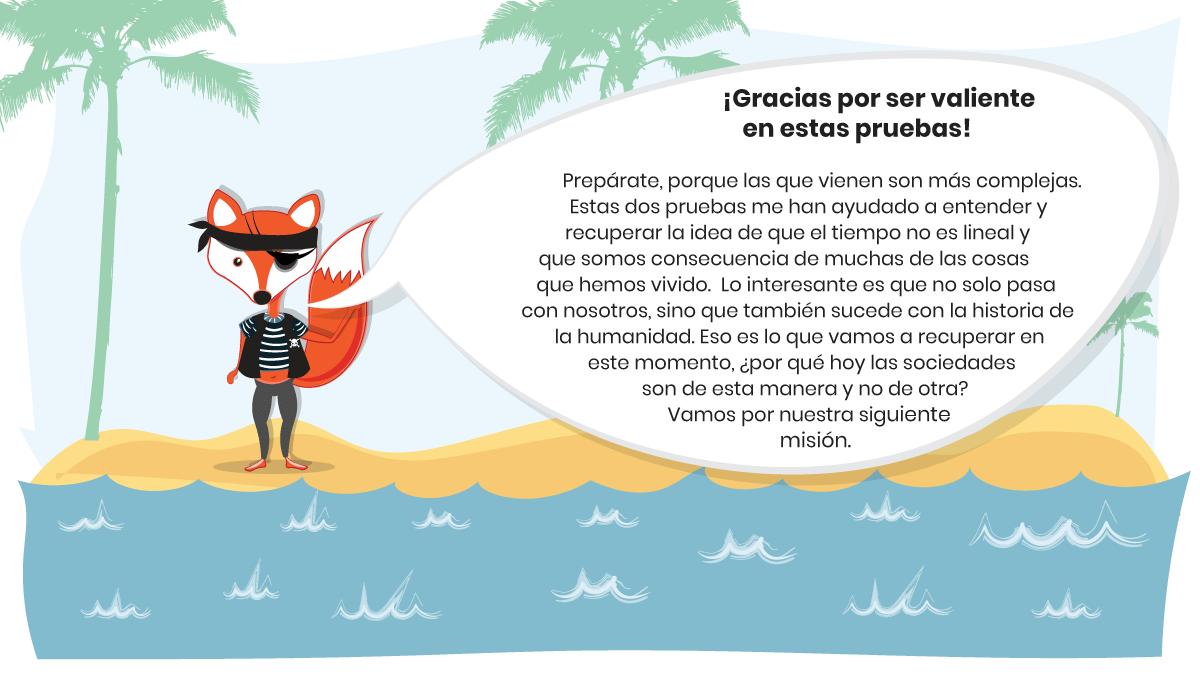 ¡Gracias por ser valiente
en estas pruebas!
Prepárate, porque las que vienen son más complejas.
Estas dos pruebas me han ayudado a entender y
recuperar la idea de que el tiempo no es lineal y
que somos consecuencia de muchas de las cosas
que hemos vivido. Lo interesante es que no solo pasa
con nosotros, sino que también sucede con la historia de
la humanidad. Eso es lo que vamos a recuperar en
este momento, ¿por qué hoy las sociedades
son de esta manera y no de otra?
Vamos por nuestra siguiente
misión.